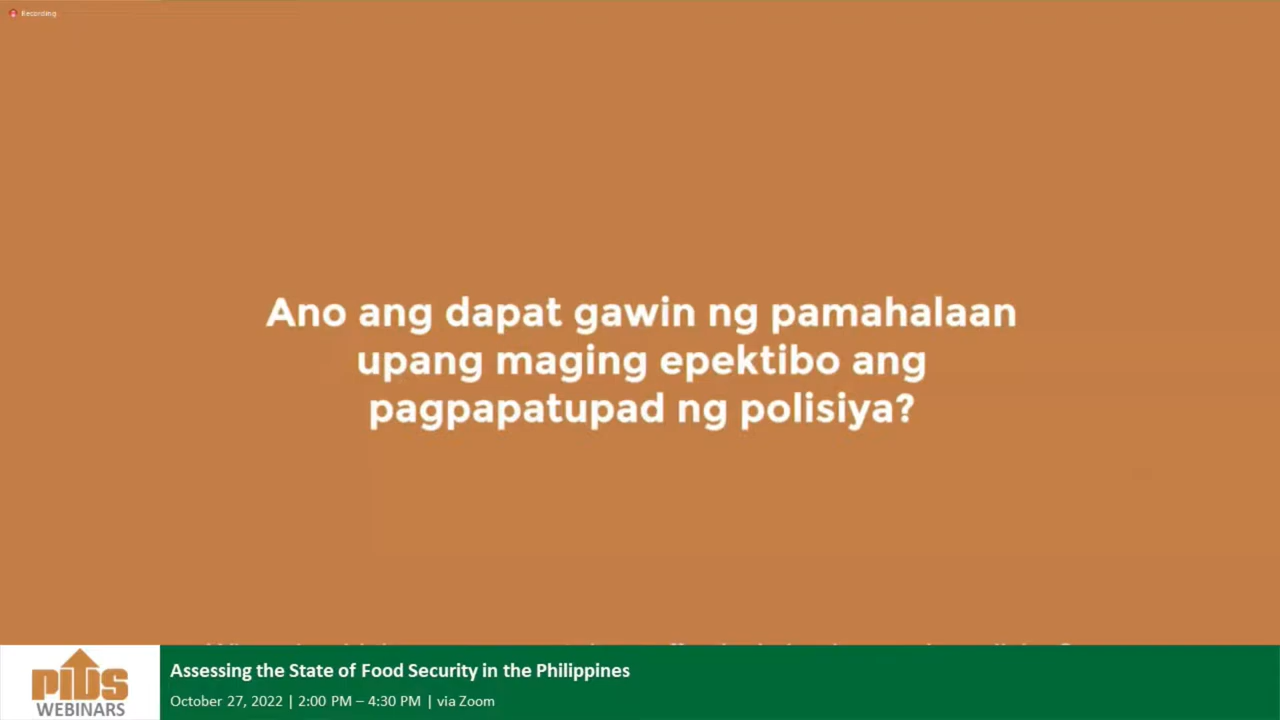 Recording
Ano ang dapat gawin ng pamahalaan
upang maging epektibo ang
pagpapatupad ng polisiya?
PIDS
WEBINARS
Assessing the State of Food Security in the Philippines
October 27, 2022 | 2:00 PM – 4:30 PM | via Zoom